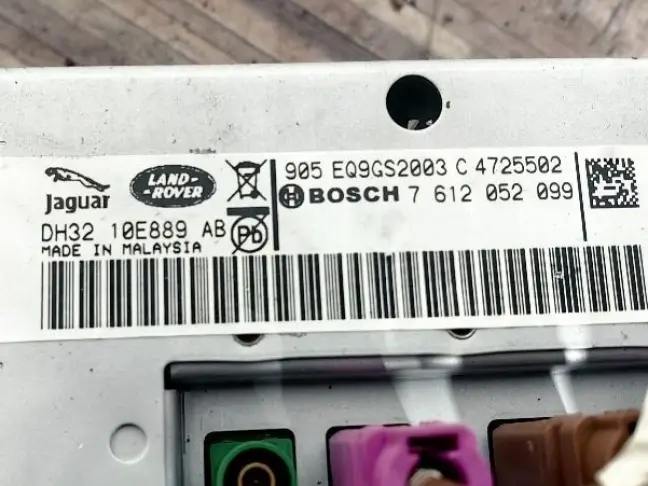 Jaguar
LAND-
-ROVER
DH32 10E889 AB
MADE IN MALAYSIA
Pb
905 EQ9GS2003 C 4725502
BOSCH 7 612 052 099